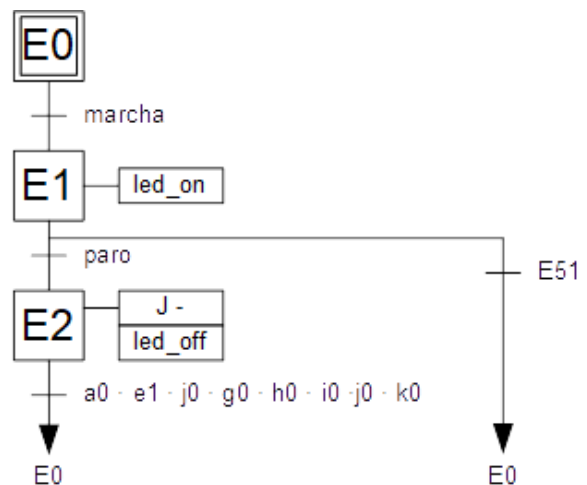 E0
marcha
E1
led_on
paro
E51
E2
J -
led_off
a0 · e1 · j0 · g0 · h0 · i0 · j0 · k0
E0
E0